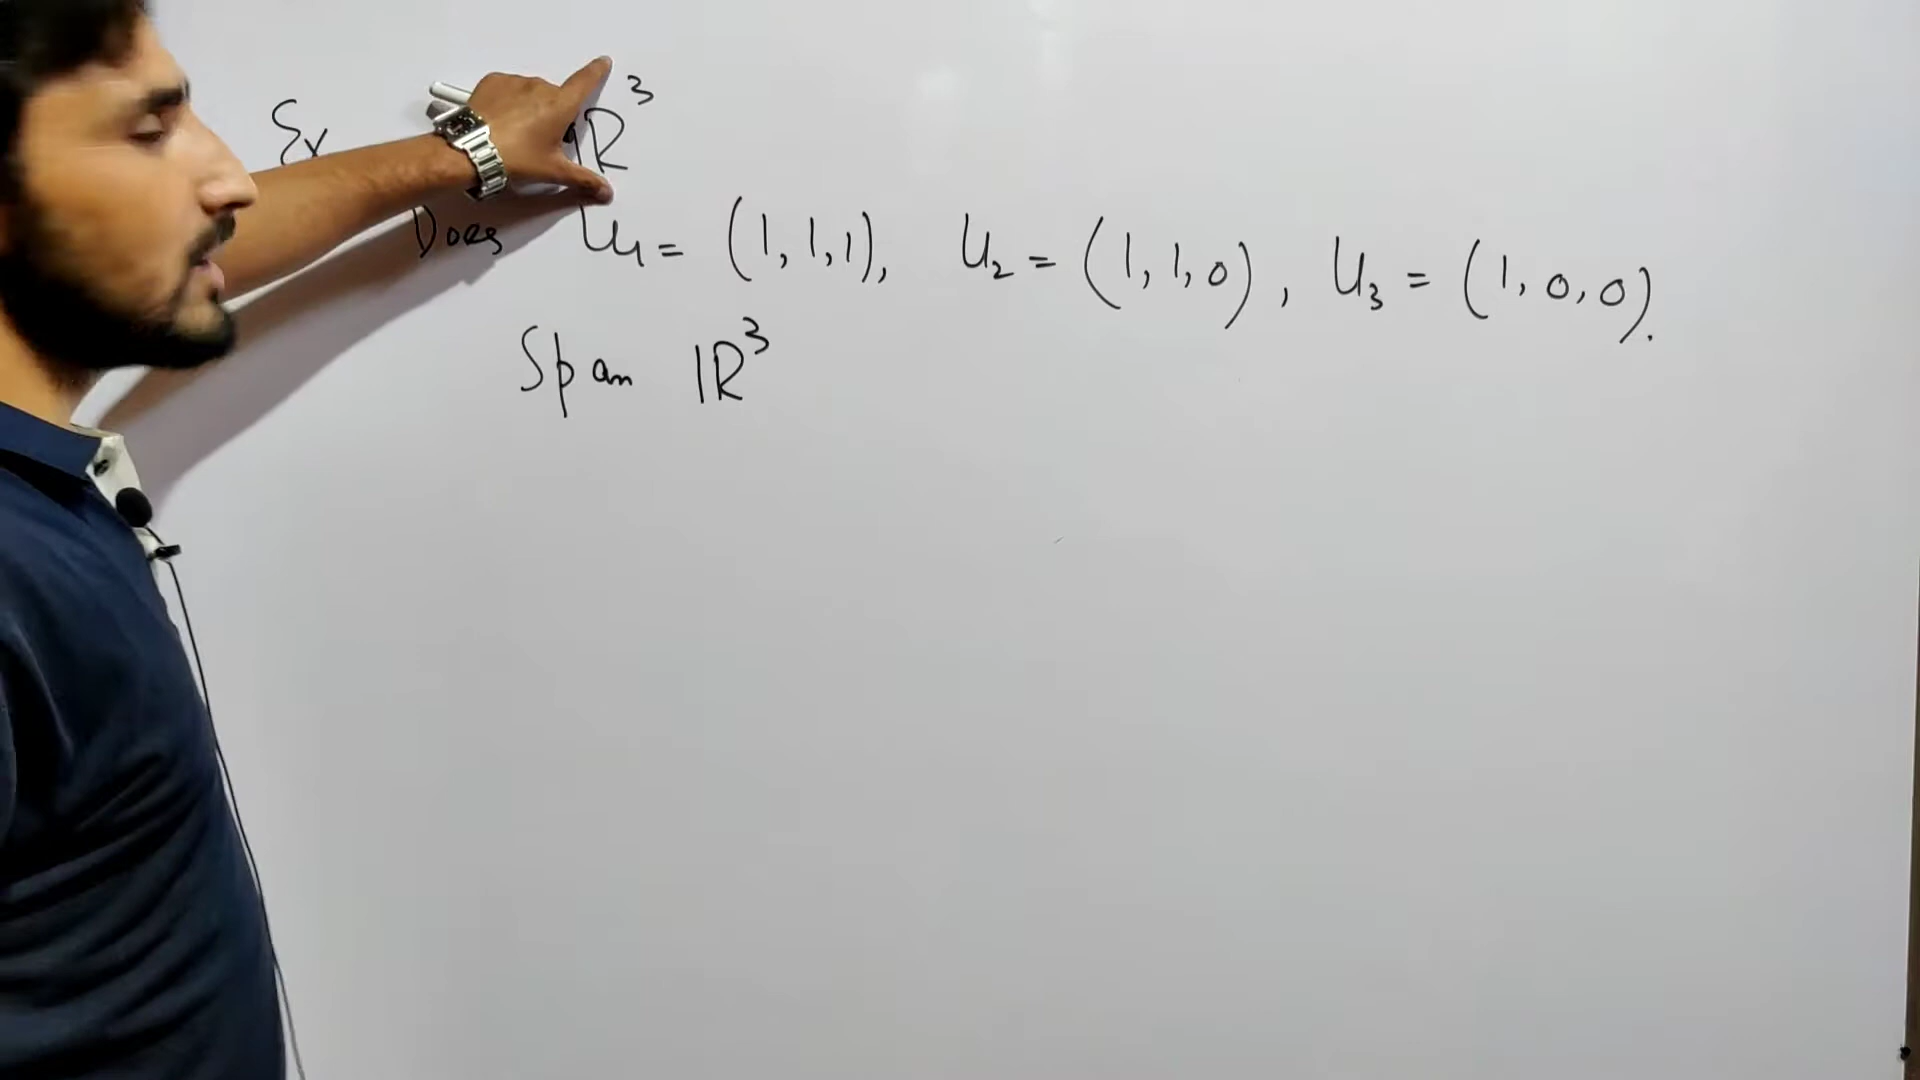 Ex ℝ³
Does U₁ = (1, 1, 1), U₂ = (1, 1, 0), U₃ = (1, 0, 0).
Span ℝ³